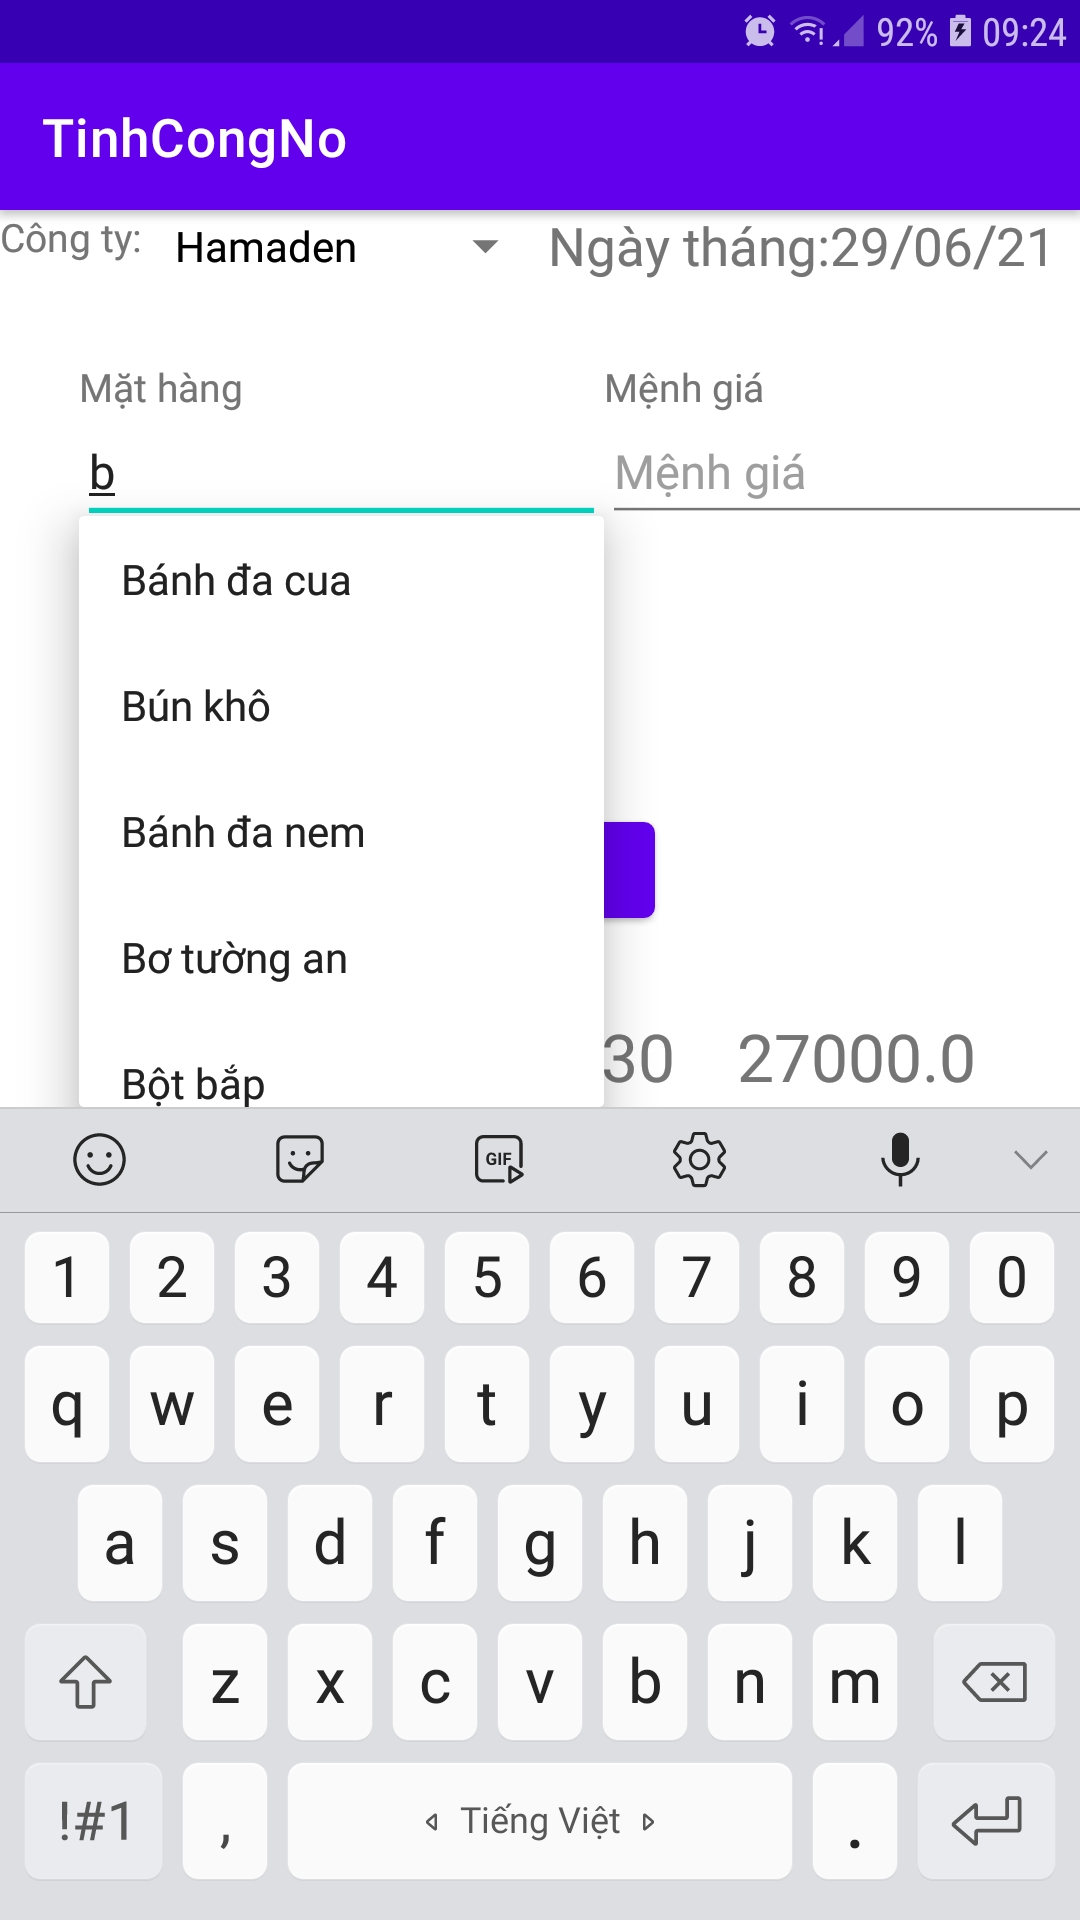 92% 09:24
TinhCongNo
Công ty: Hamaden Ngày tháng:29/06/21
Mặt hàng Mệnh giá
b Mệnh giá
Bánh đa cua
Bún khô
Bánh đa nem
Bơ tường an
30 27000.0
Bột bắp
GIF
1 2 3 4 5 6 7 8 9 0
q w e r t y u i o p
a s d f g h j k l
z x c v b n m
!#1 , Tiếng Việt .